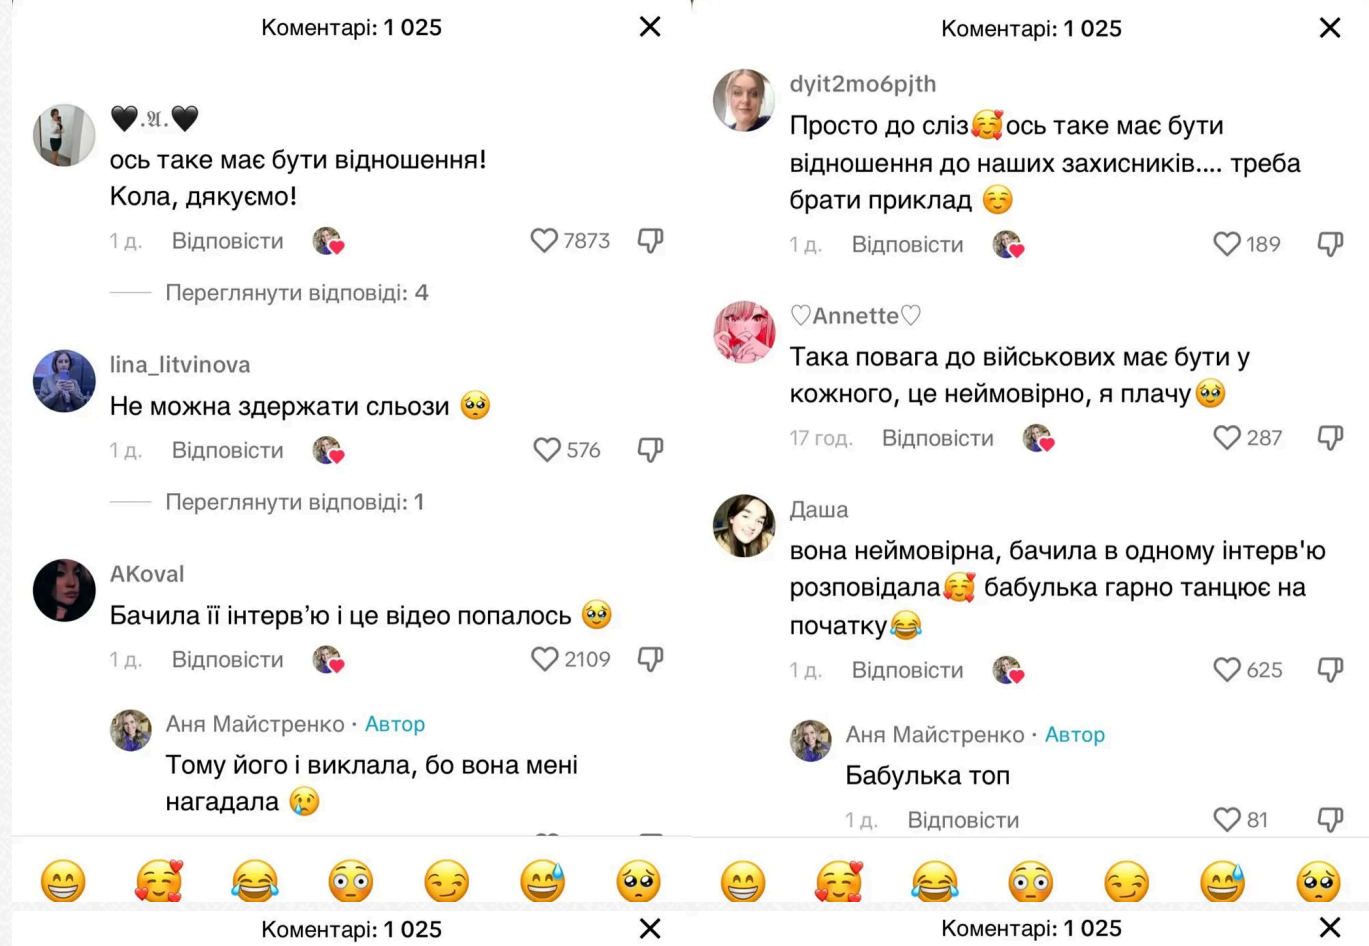 Коментарі: 1 025
🖤.𝔄.🖤
ось таке має бути відношення!
Кола, дякуємо!
1 д. Відповісти 7873
Переглянути відповіді: 4
lina_litvinova
Не можна здержати сльози 🥺
1 д. Відповісти 576
Переглянути відповіді: 1
AKoval
Бачила її інтерв’ю і це відео попалось 🥹
1 д. Відповісти 2109
Аня Майстренко · Автор
Тому його і виклала, бо вона мені
нагадала 😢
Коментарі: 1 025
dyit2mo6pjth
Просто до сліз🥰ось таке має бути
відношення до наших захисників.... треба
брати приклад ☺️
1 д. Відповісти 189
♡Annette♡
Така повага до військових має бути у
кожного, це неймовірно, я плачу🥹
17 год. Відповісти 287
Даша
вона неймовірна, бачила в одному інтерв'ю
розповідала🥰 бабулька гарно танцює на
початку😂
1 д. Відповісти 625
Аня Майстренко · Автор
Бабулька топ
1 д. Відповісти 81
Коментарі: 1 025
Коментарі: 1 025